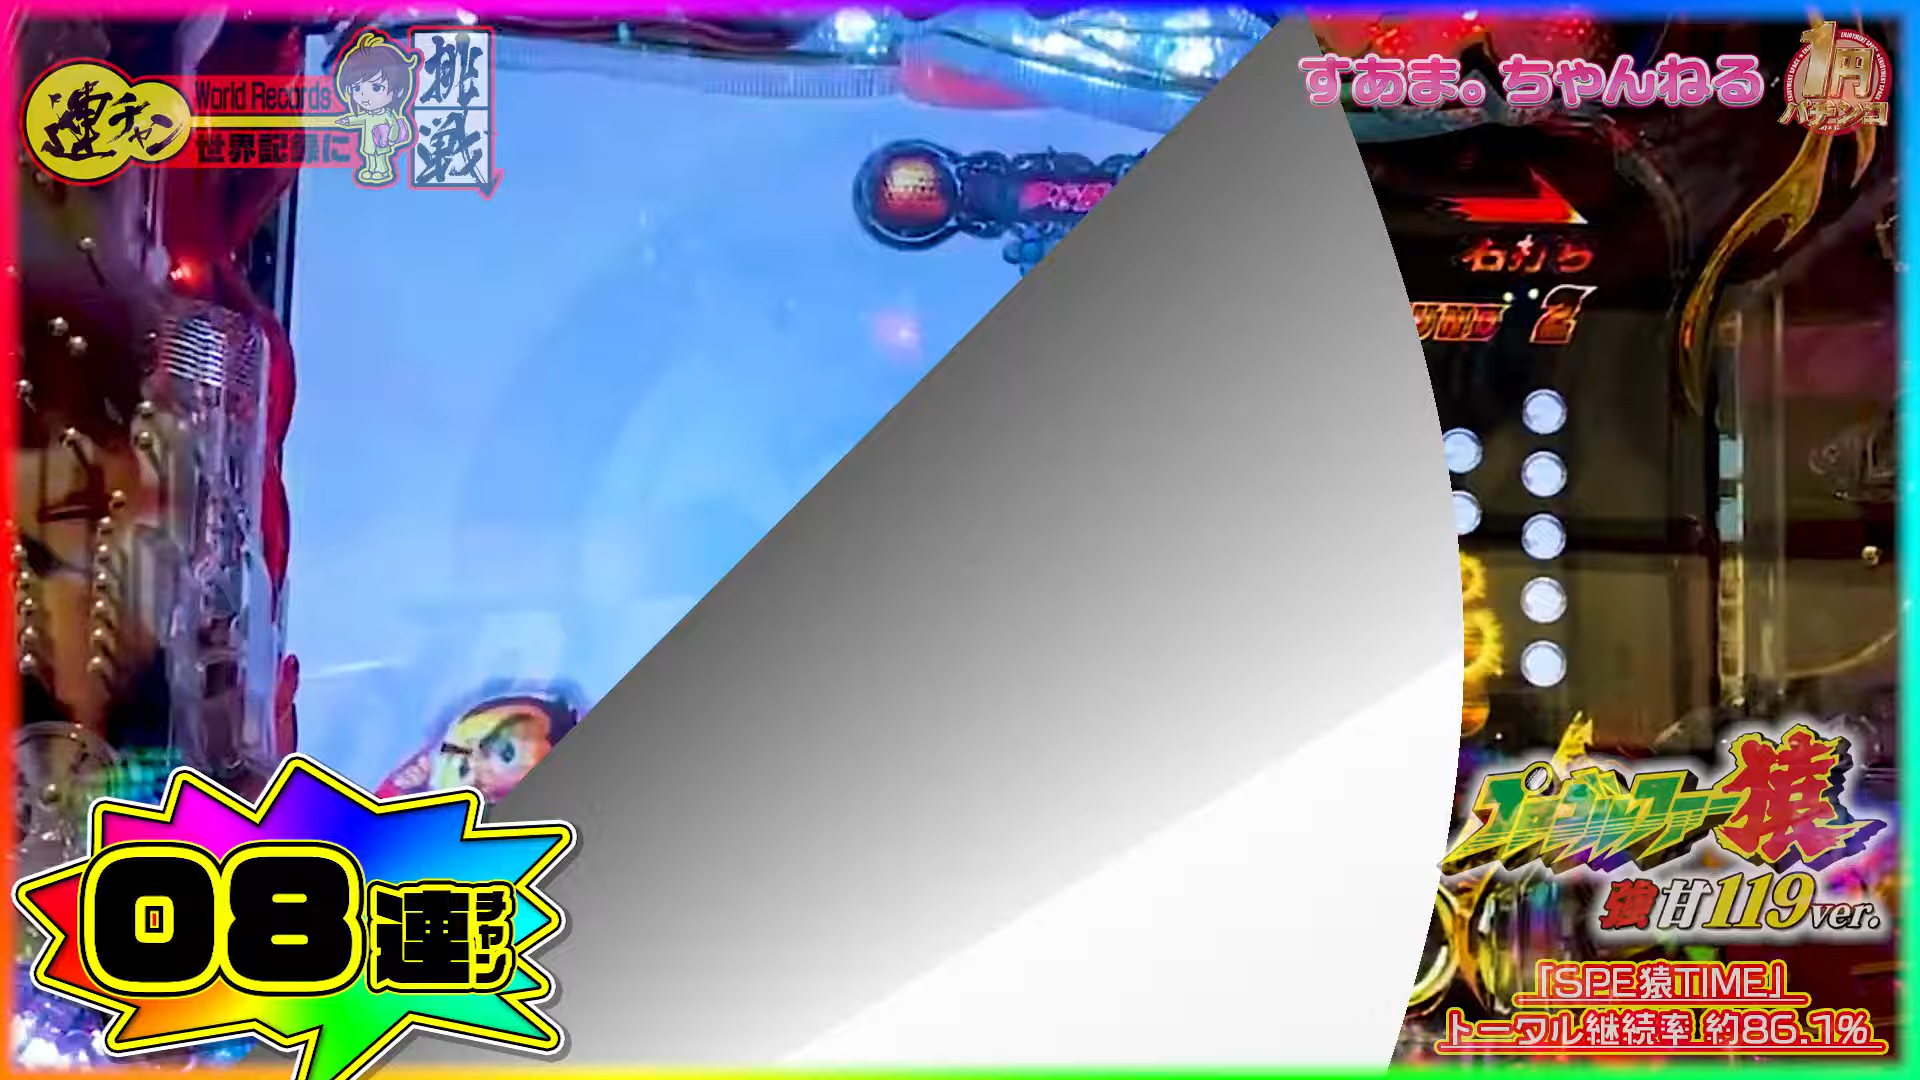 連チャン
World Records
世界記録に
挑戦
すあま。ちゃんねる
1円
パチンコ
右打ち
2
プロゴルファー猿
強甘119ver.
08連チャン
「SPE猿TIME」
トータル継続率 約86.1%